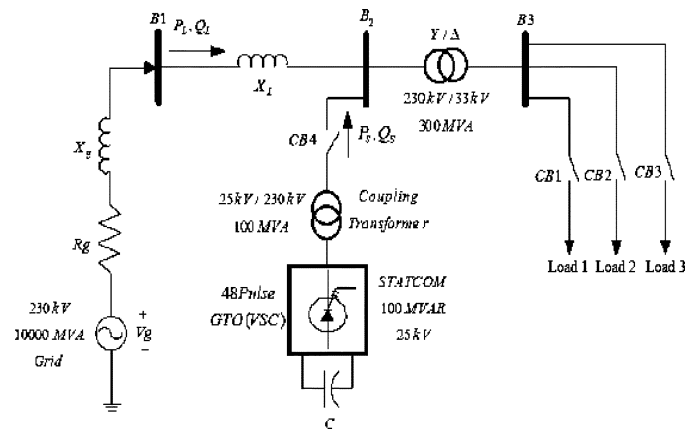 B1
P_L, Q_L
X_L
B_2
Y / Δ
230kV / 33kV
300MVA
B3
X_g
Rg
230kV
10000 MVA
Grid
+
Vg
−
CB4
P_S, Q_S
25kV / 230kV
100 MVA
Coupling
Transformer
48Pulse
GTO (VSC)
STATCOM
100 MVAR
25kV
C
CB1
CB2
CB3
Load 1
Load 2
Load 3